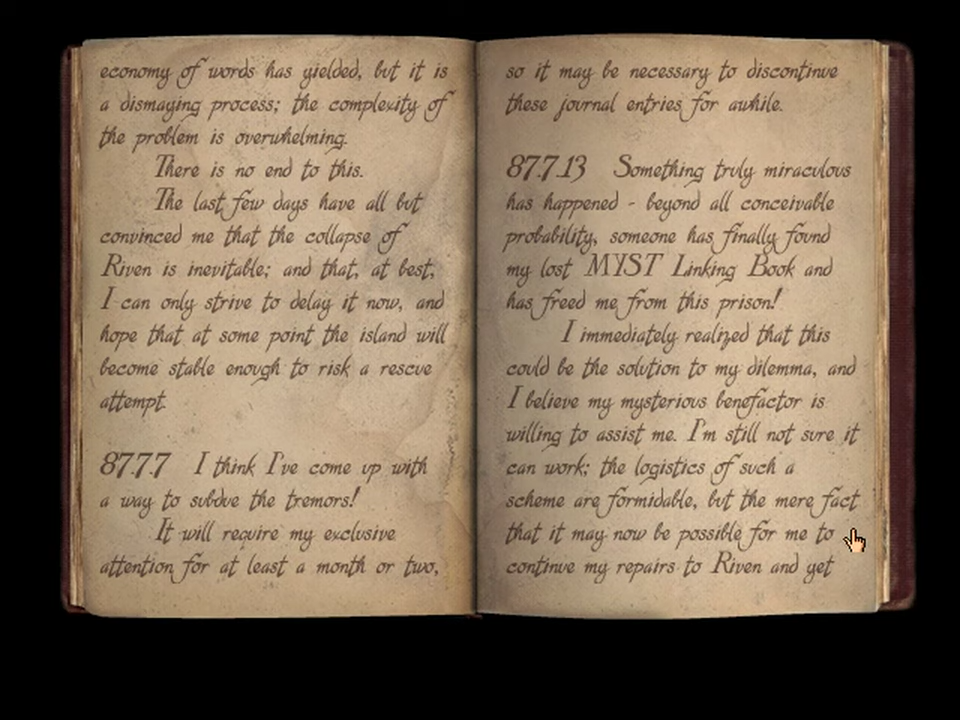 economy of words has yielded, but it is
a dismaying process; the complexity of
the problem is overwhelming.
There is no end to this.
The last few days have all but
convinced me that the collapse of
Riven is inevitable; and that, at best,
I can only strive to delay it now, and
hope that at some point the island will
become stable enough to risk a rescue
attempt.
87.7.7 I think I've come up with
a way to subdue the tremors!
It will require my exclusive
attention for at least a month or two,
so it may be necessary to discontinue
these journal entries for awhile.
87.7.13 Something truly miraculous
has happened - beyond all conceivable
probability, someone has finally found
my lost MYST Linking Book and
has freed me from this prison!
I immediately realized that this
could be the solution to my dilemma, and
I believe my mysterious benefactor is
willing to assist me. I'm still not sure it
can work; the logistics of such a
scheme are formidable, but the mere fact
that it may now be possible for me to
continue my repairs to Riven and yet